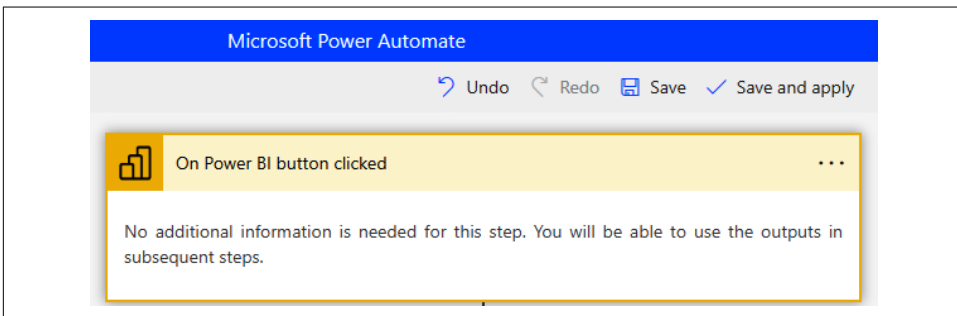 Microsoft Power Automate
Undo Redo Save Save and apply
On Power BI button clicked
No additional information is needed for this step. You will be able to use the outputs in
subsequent steps.